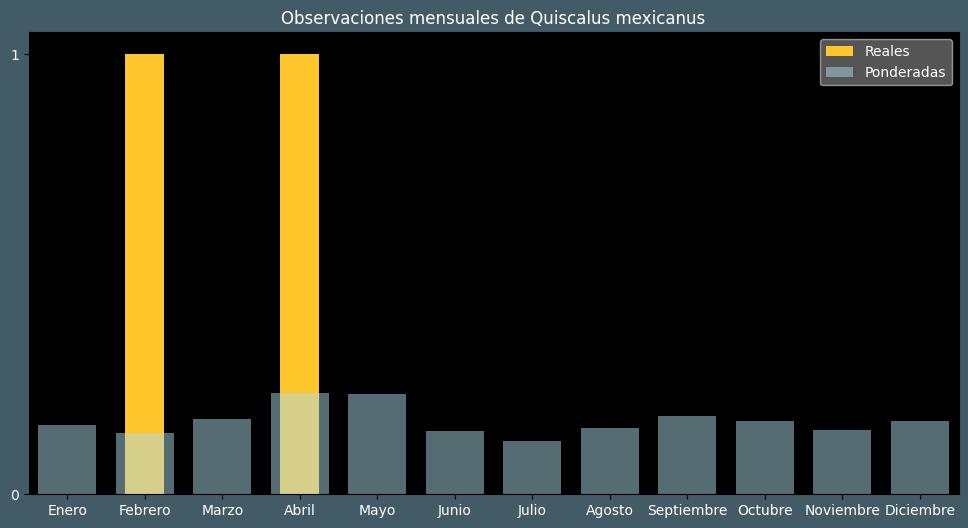 Observaciones mensuales de Quiscalus mexicanus
Reales
Ponderadas
1
0
Enero Febrero Marzo Abril Mayo Junio Julio Agosto Septiembre Octubre Noviembre Diciembre